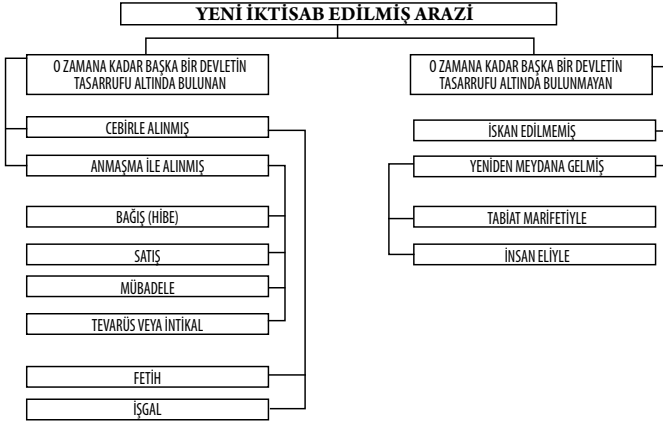 YENİ İKTİSAB EDİLMİŞ ARAZİ
O ZAMANA KADAR BAŞKA BİR DEVLETİN
TASARRUFU ALTINDA BULUNAN
CEBİRLE ALINMIŞ
ANMAŞMA İLE ALINMIŞ
BAĞIŞ (HİBE)
SATIŞ
MÜBADELE
TEVARÜS VEYA İNTİKAL
FETİH
İŞGAL
O ZAMANA KADAR BAŞKA BİR DEVLETİN
TASARRUFU ALTINDA BULUNMAYAN
İSKAN EDİLMEMİŞ
YENİDEN MEYDANA GELMİŞ
TABİAT MARİFETİYLE
İNSAN ELİYLE